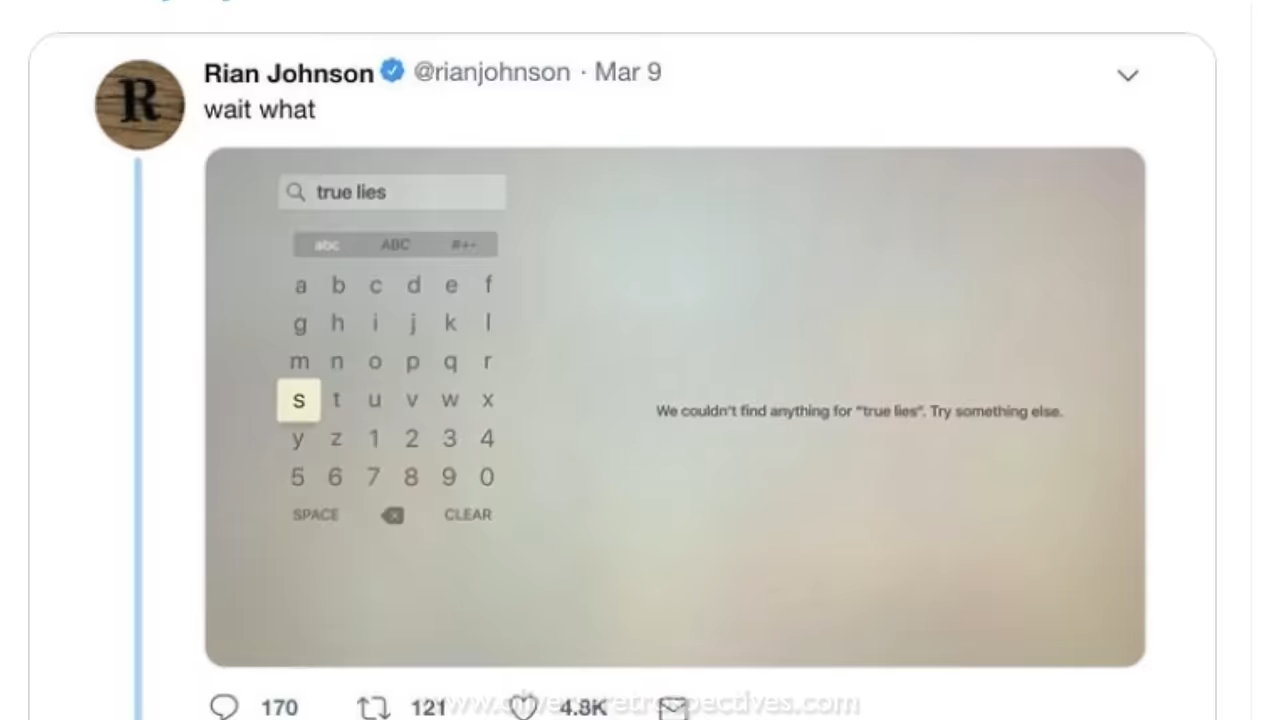 R
Rian Johnson @rianjohnson · Mar 9
wait what
true lies
abc ABC #+-
a b c d e f
g h i j k l
m n o p q r
s t u v w x
y z 1 2 3 4
5 6 7 8 9 0
SPACE CLEAR
We couldn't find anything for "true lies". Try something else.
170 121 4.8K